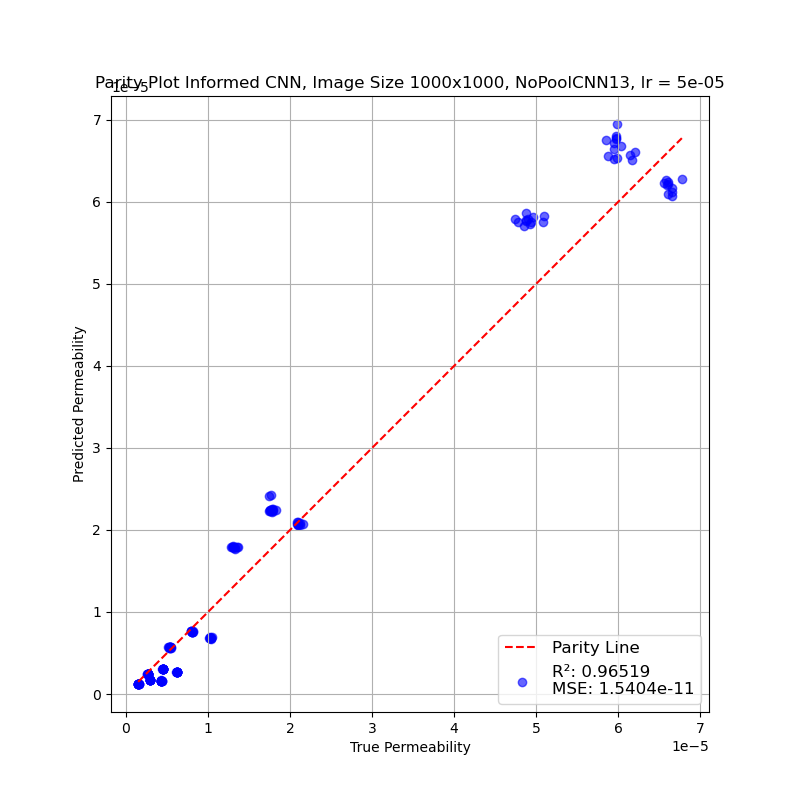 Parity Plot Informed CNN, Image Size 1000x1000, NoPoolCNN13, lr = 5e-05
1e−5
7
6
5
4
3
2
1
0
Predicted Permeability
Parity Line
R²: 0.96519
MSE: 1.5404e-11
0 1 2 3 4 5 6 7
True Permeability
1e−5